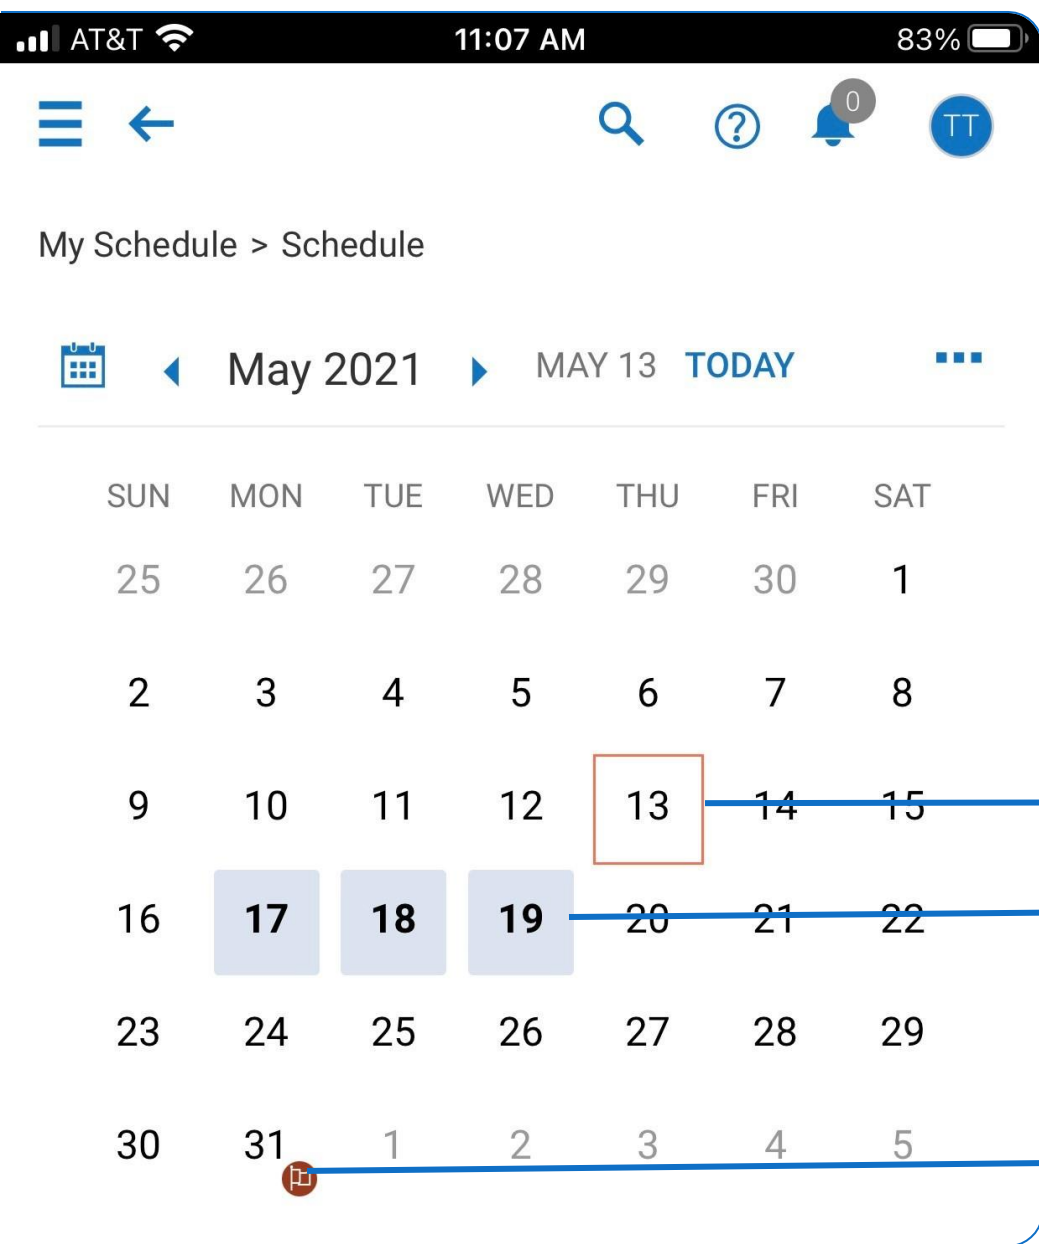 AT&T 11:07 AM 83%
0
TT
My Schedule > Schedule
May 2021 MAY 13 TODAY
SUN MON TUE WED THU FRI SAT
25 26 27 28 29 30 1
2 3 4 5 6 7 8
9 10 11 12 13 14 15
16 17 18 19 20 21 22
23 24 25 26 27 28 29
30 31 1 2 3 4 5